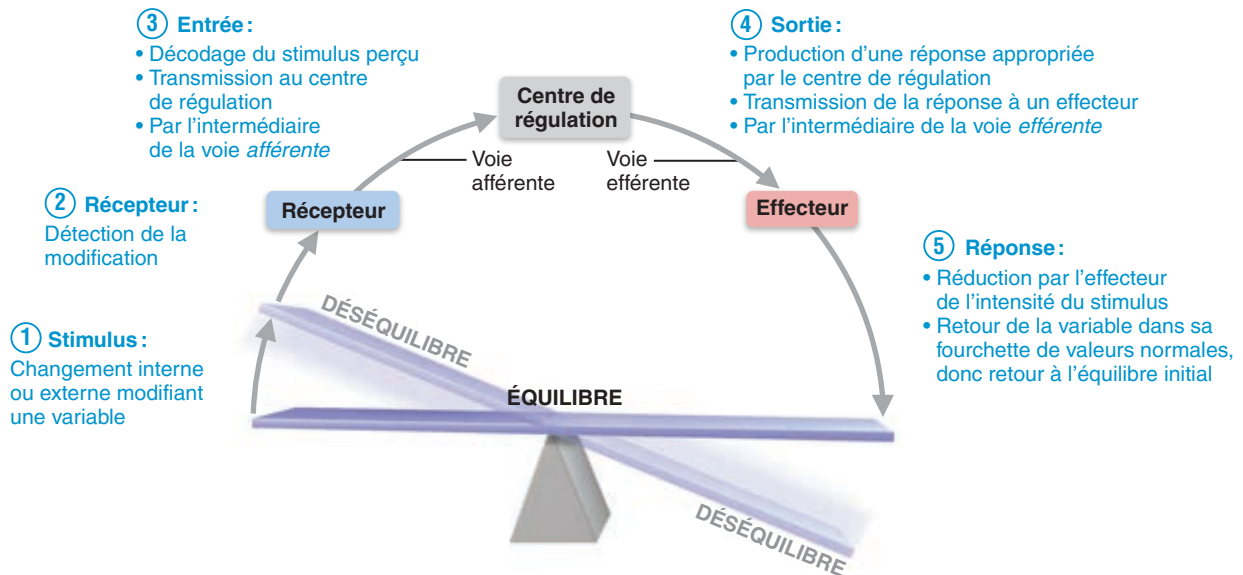 3 Entrée :
• Décodage du stimulus perçu
• Transmission au centre
de régulation
• Par l'intermédiaire
de la voie afférente
4 Sortie :
• Production d'une réponse appropriée
par le centre de régulation
• Transmission de la réponse à un effecteur
• Par l'intermédiaire de la voie efférente
Centre de
régulation
Voie
afférente
Voie
efférente
2 Récepteur :
Détection de la
modification
Récepteur
Effecteur
5 Réponse :
• Réduction par l'effecteur
de l'intensité du stimulus
• Retour de la variable dans sa
fourchette de valeurs normales,
donc retour à l'équilibre initial
1 Stimulus :
Changement interne
ou externe modifiant
une variable
DÉSÉQUILIBRE
ÉQUILIBRE
DÉSÉQUILIBRE